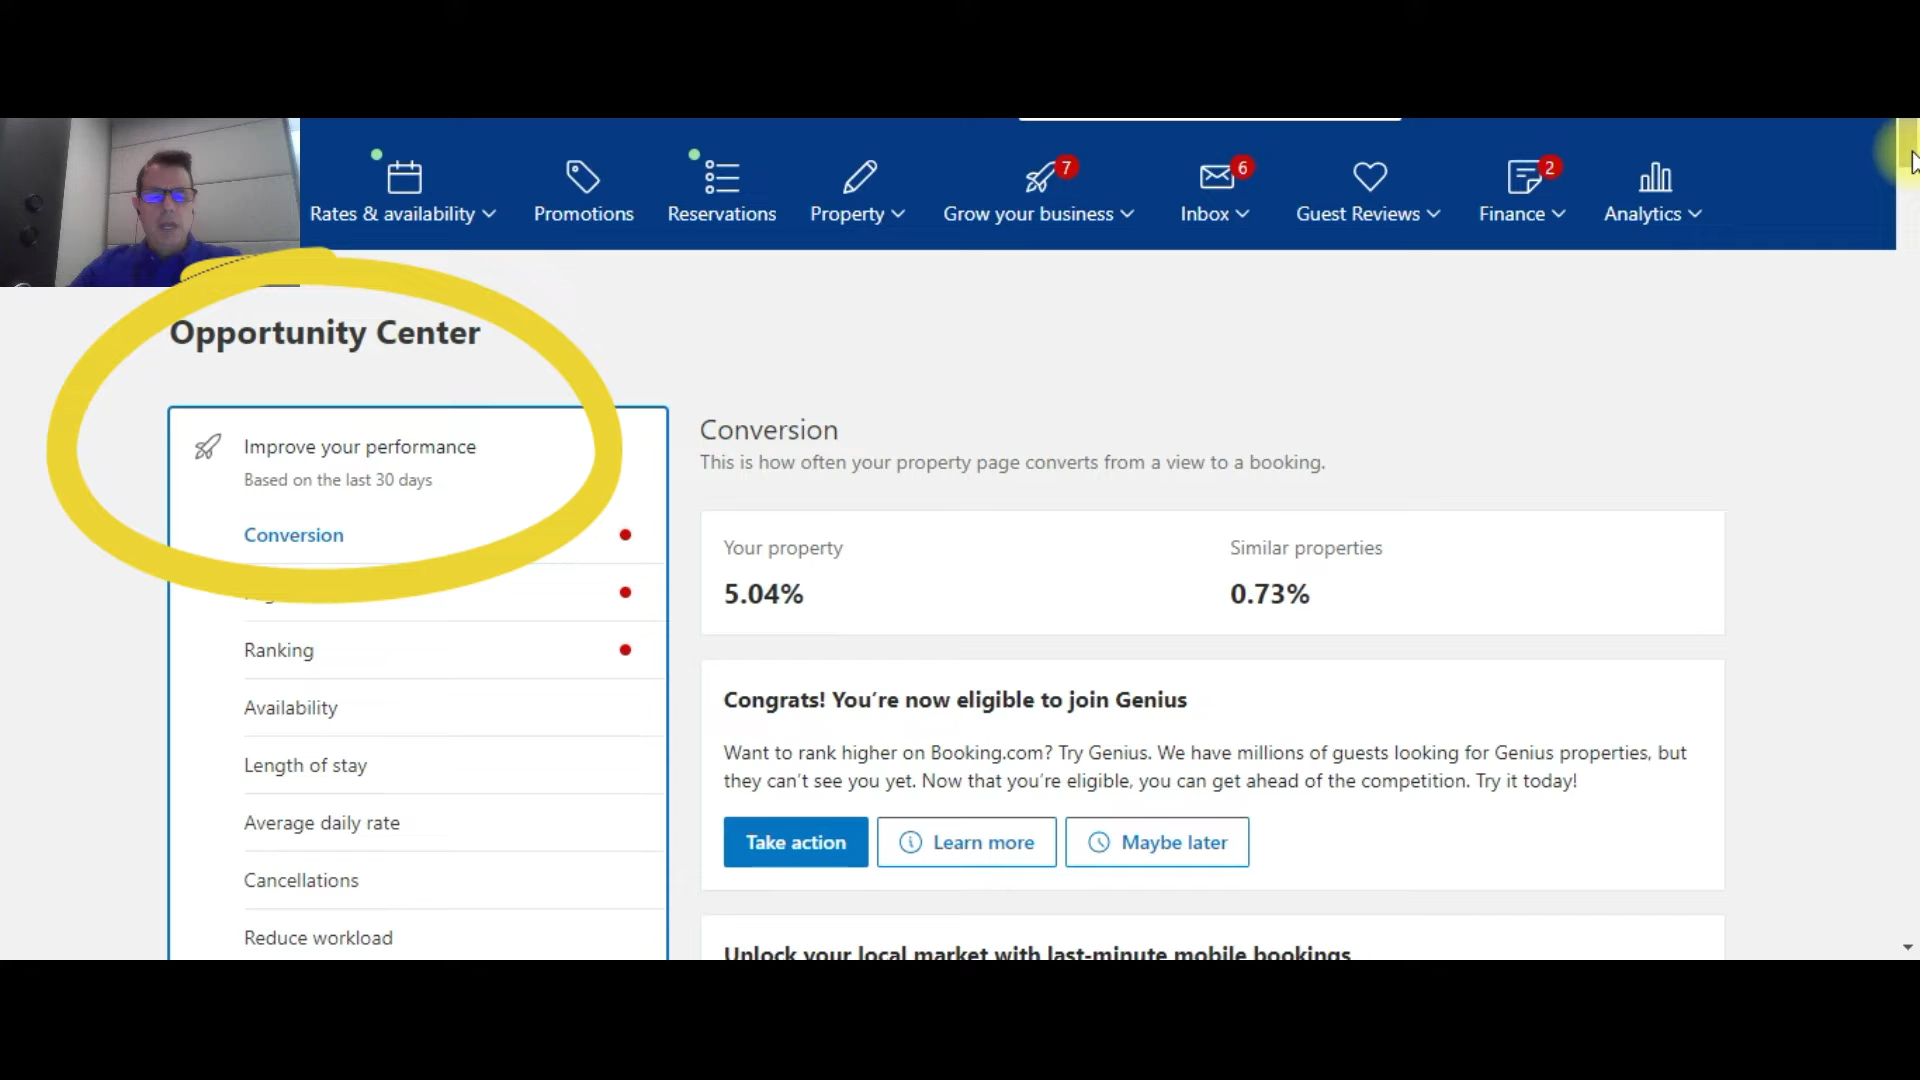 Rates & availability
Promotions
Reservations
Property
7
Grow your business
6
Inbox
Guest Reviews
2
Finance
Analytics
Opportunity Center
Improve your performance
Based on the last 30 days
Conversion
Ranking
Availability
Length of stay
Average daily rate
Cancellations
Reduce workload
Conversion
This is how often your property page converts from a view to a booking.
Your property
5.04%
Similar properties
0.73%
Congrats! You're now eligible to join Genius
Want to rank higher on Booking.com? Try Genius. We have millions of guests looking for Genius properties, but
they can't see you yet. Now that you're eligible, you can get ahead of the competition. Try it today!
Take action
Learn more
Maybe later
Unlock your local market with last-minute mobile bookings